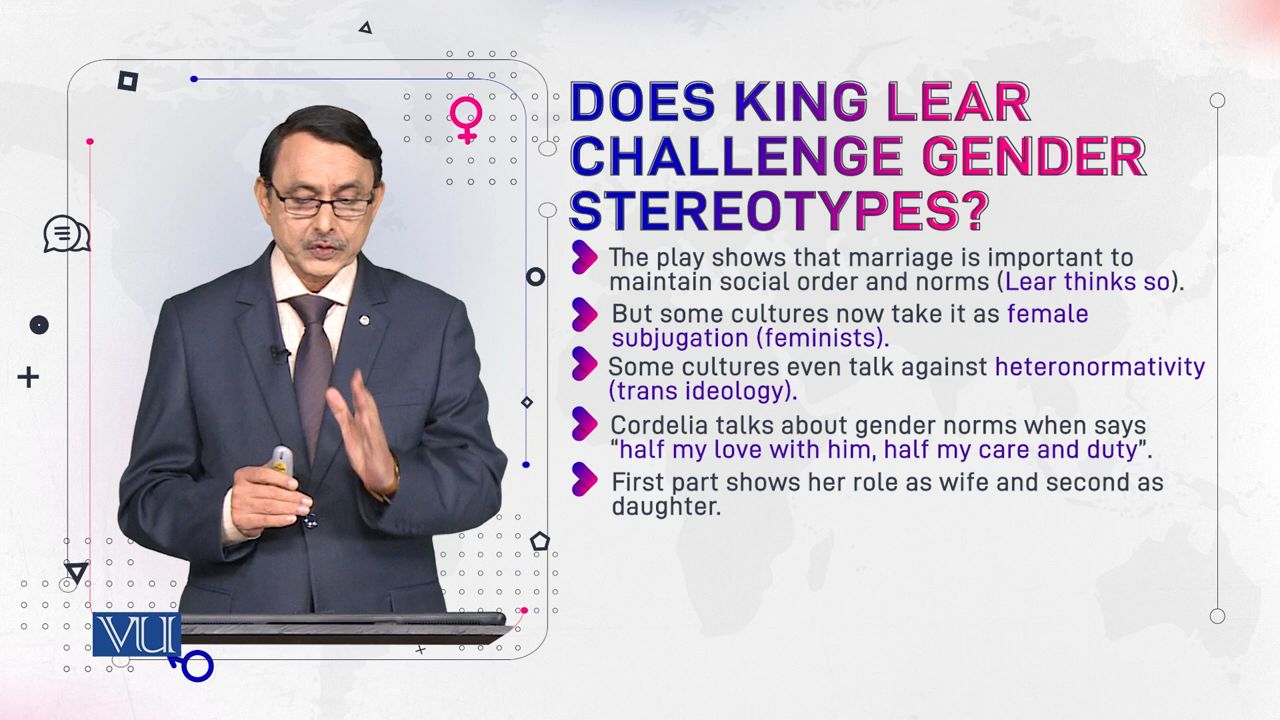 DOES KING LEAR
CHALLENGE GENDER
STEREOTYPES?
The play shows that marriage is important to
maintain social order and norms (Lear thinks so).
But some cultures now take it as female
subjugation (feminists).
Some cultures even talk against heteronormativity
(trans ideology).
Cordelia talks about gender norms when says
“half my love with him, half my care and duty”.
First part shows her role as wife and second as
daughter.
VU